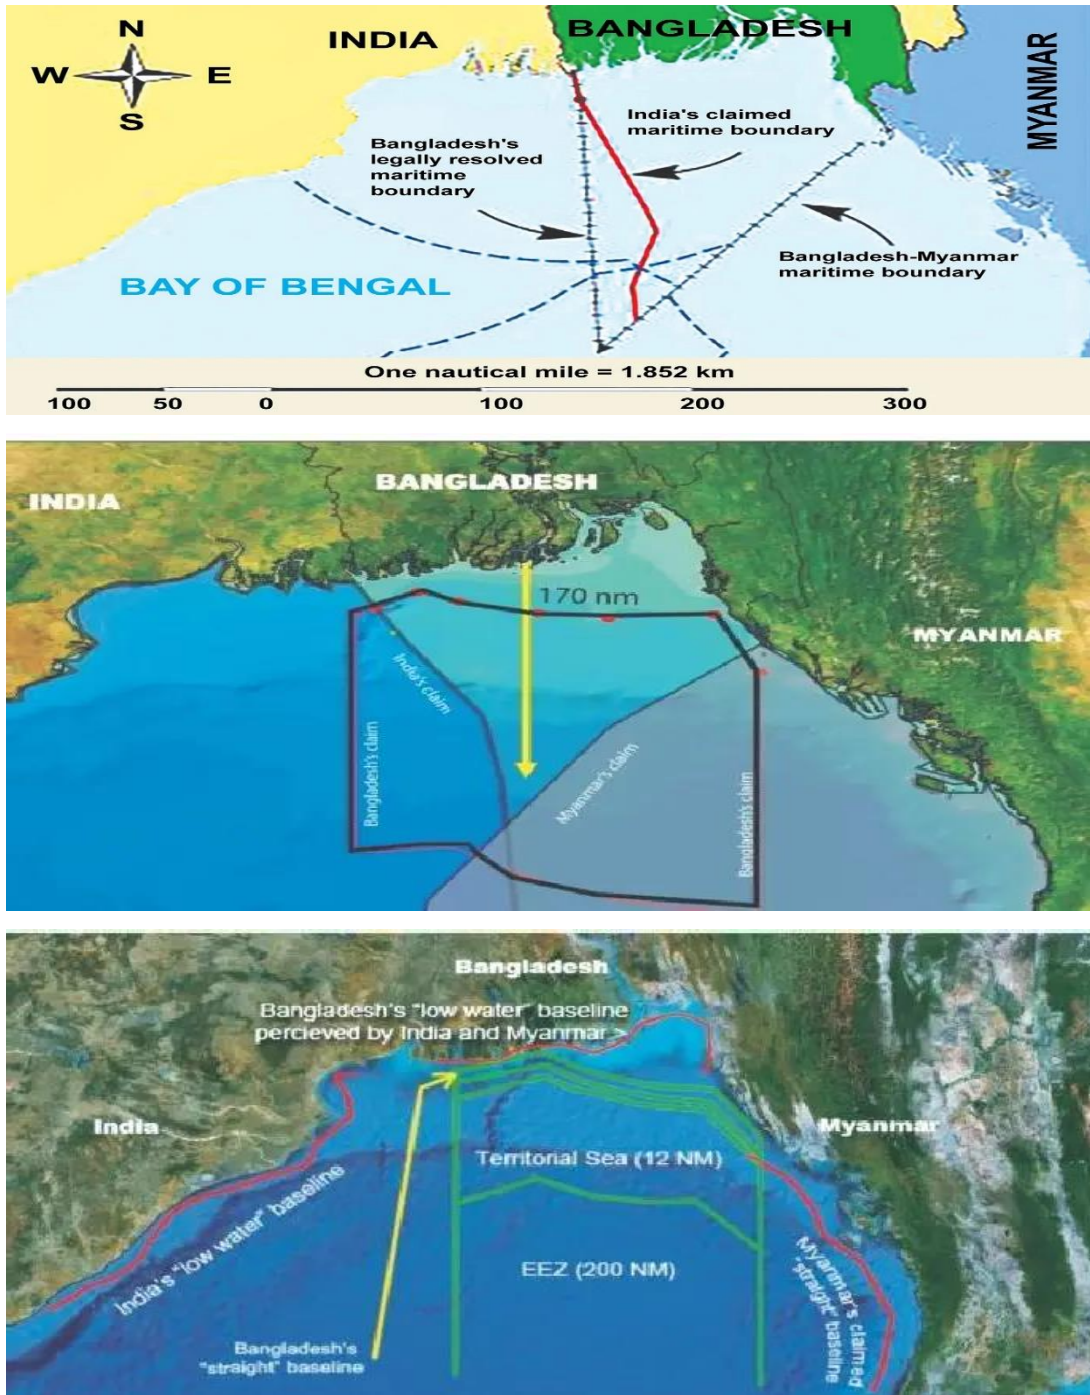 N
W E
S
INDIA
BANGLADESH
MYANMAR
India's claimed
maritime boundary
Bangladesh's
legally resolved
maritime
boundary
Bangladesh-Myanmar
maritime boundary
BAY OF BENGAL
One nautical mile = 1.852 km
100 50 0 100 200 300
INDIA
BANGLADESH
170 nm
MYANMAR
India's claim
Bangladesh's claim
Myanmar's claim
Bangladesh's claim
Bangladesh
Bangladesh's "low water" baseline
percieved by India and Myanmar >
India
Myanmar
Territorial Sea (12 NM)
India's "low water" baseline
EEZ (200 NM)
Myanmar's claimed
"straight" baseline
Bangladesh's
"straight" baseline